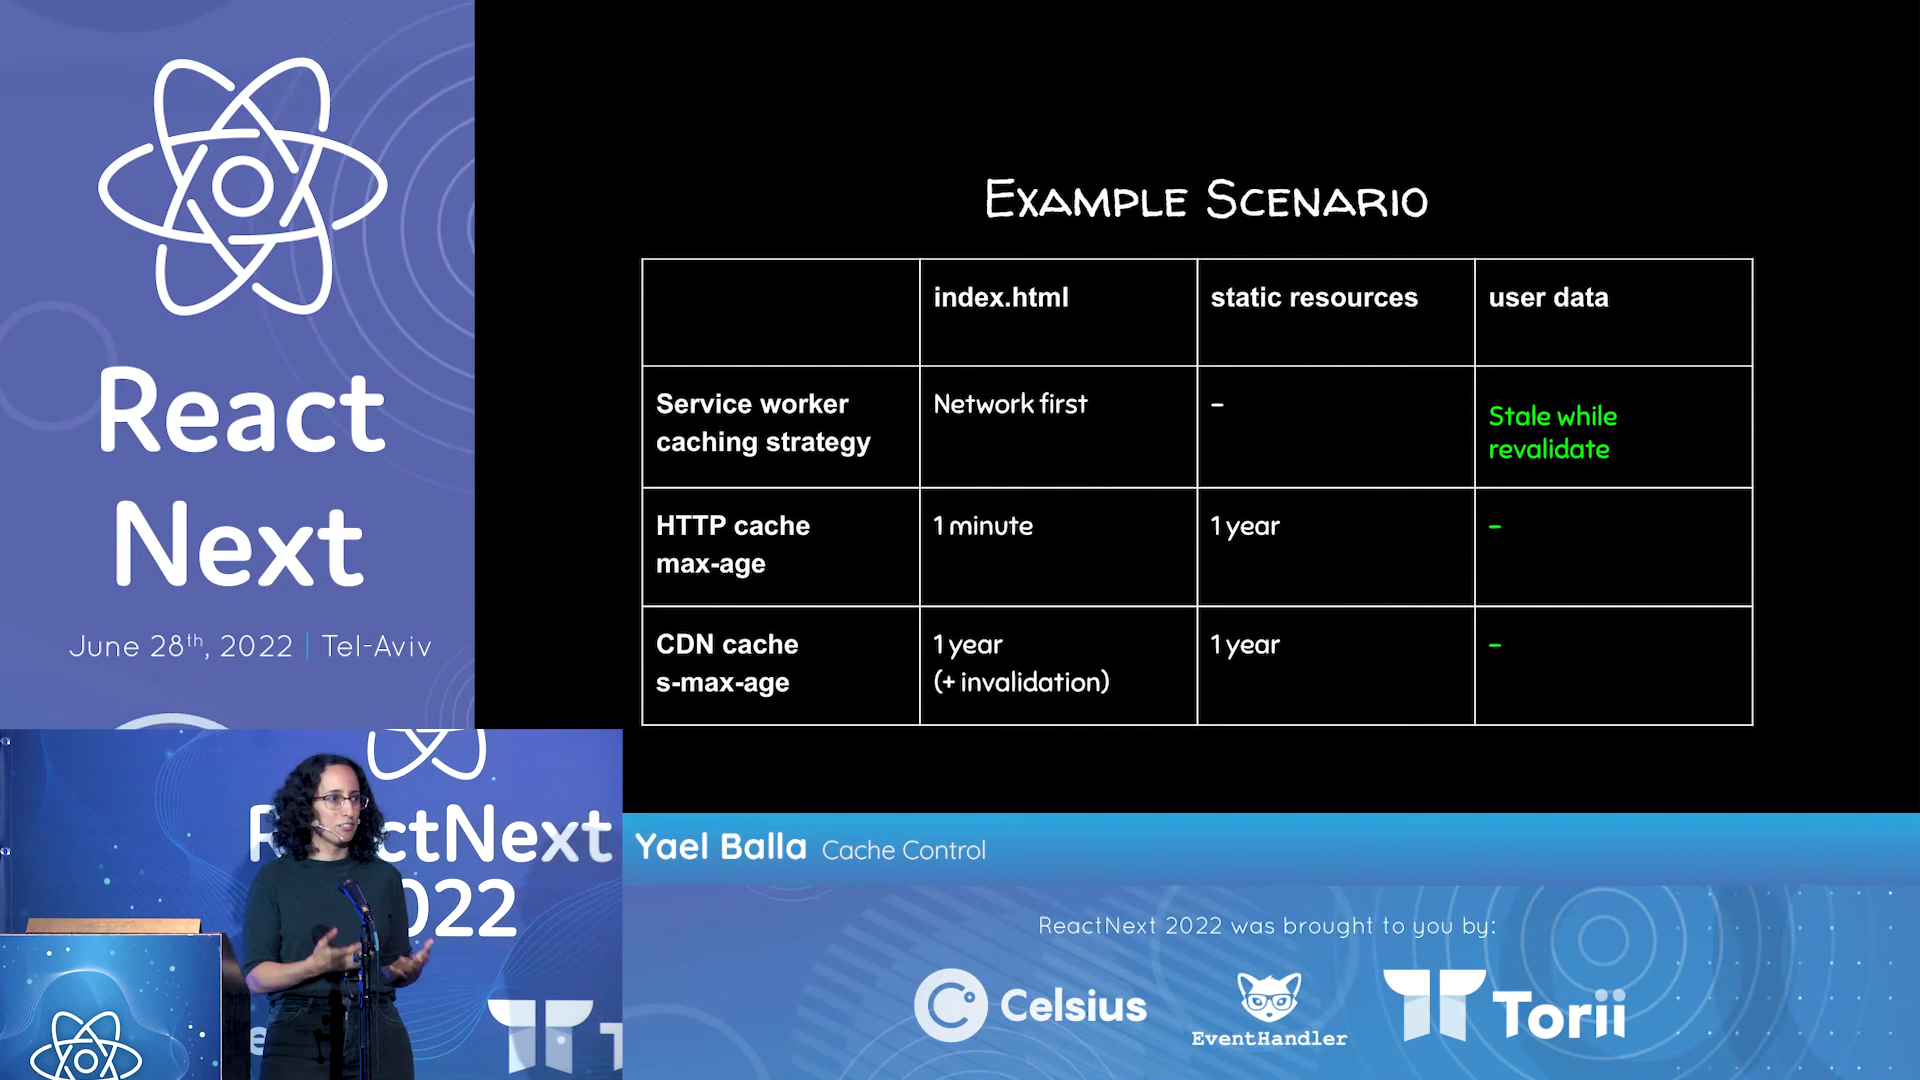 React
Next
June 28th, 2022 | Tel-Aviv
Example Scenario
index.html
static resources
user data
Service worker
caching strategy
Network first
-
Stale while
revalidate
HTTP cache
max-age
1 minute
1 year
-
CDN cache
s-max-age
1 year
(+ invalidation)
1 year
-
ctNext
022
Yael Balla Cache Control
ReactNext 2022 was brought to you by:
Celsius
EventHandler
Torii